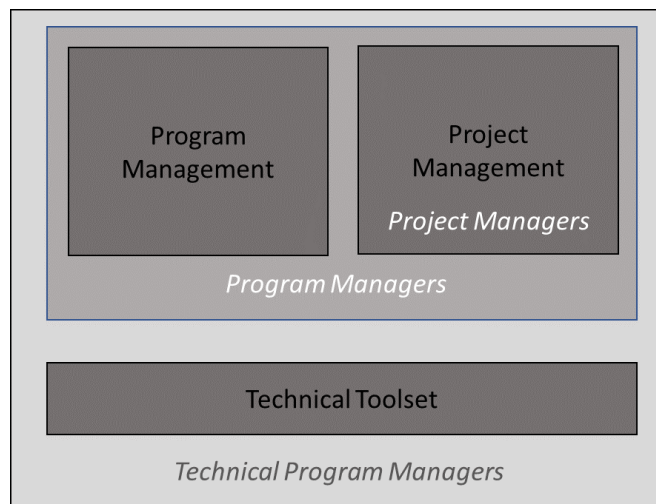 Program
Management
Project
Management
Project Managers
Program Managers
Technical Toolset
Technical Program Managers